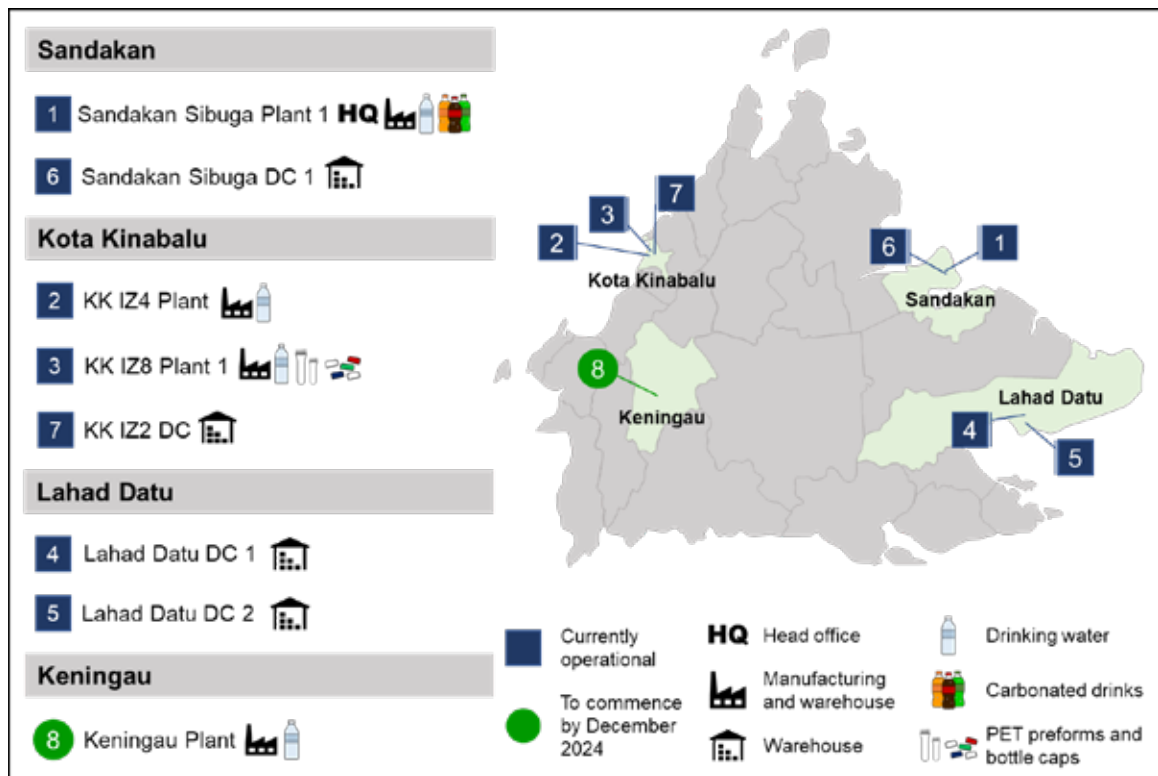 Sandakan
1 Sandakan Sibuga Plant 1 HQ
6 Sandakan Sibuga DC 1
Kota Kinabalu
2 KK IZ4 Plant
3 KK IZ8 Plant 1
7 KK IZ2 DC
Lahad Datu
4 Lahad Datu DC 1
5 Lahad Datu DC 2
Keningau
8 Keningau Plant
7
3
2
Kota Kinabalu
6
1
Sandakan
8
Keningau
Lahad Datu
4
5
Currently
operational
To commence
by December
2024
HQ Head office
Manufacturing
and warehouse
Warehouse
Drinking water
Carbonated drinks
PET preforms and
bottle caps